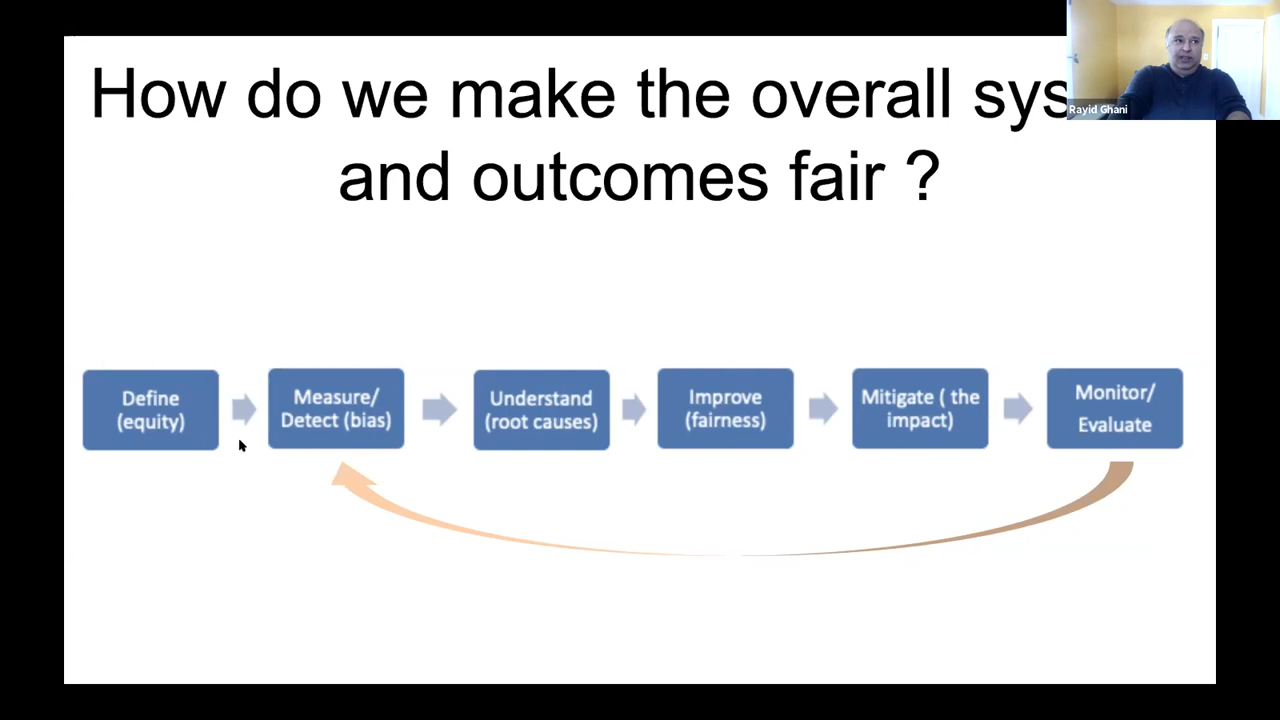 How do we make the overall sys
and outcomes fair ?
Rayid Ghani
Define
(equity)
Measure/
Detect (bias)
Understand
(root causes)
Improve
(fairness)
Mitigate ( the
impact)
Monitor/
Evaluate